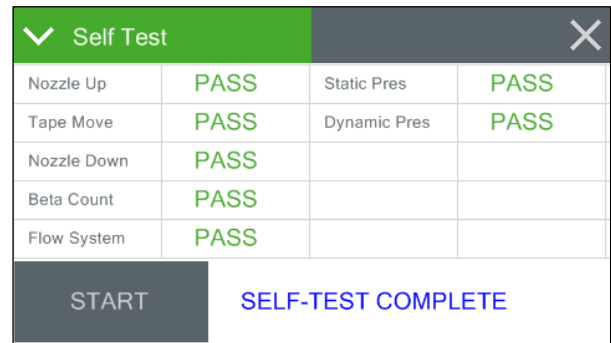 Self Test
Nozzle Up PASS Static Pres PASS
Tape Move PASS Dynamic Pres PASS
Nozzle Down PASS
Beta Count PASS
Flow System PASS
START SELF-TEST COMPLETE